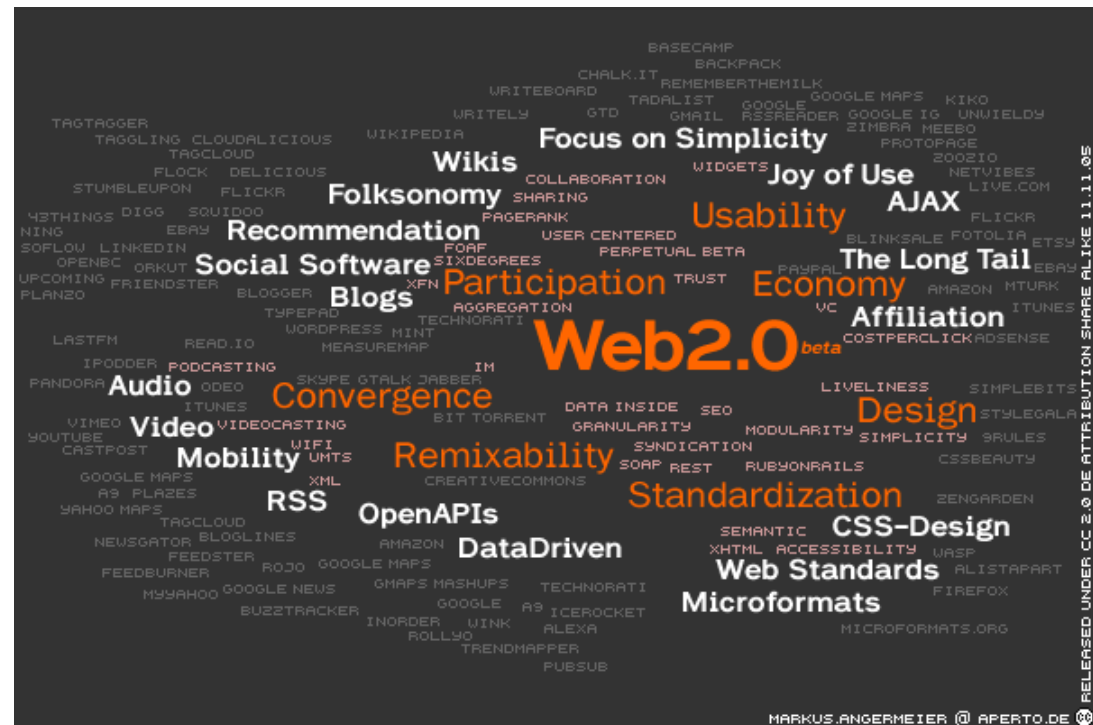 BASECAMP
BACKPACK
CHALK.IT REMEMBERTHEMILK
WRITEBOARD TADALIST GOOGLE GOOGLE MAPS KIKO
WRITELY GTD GMAIL RSSREADER GOOGLE IG UNWIELDY
TAGTAGGER ZIMBRA MEEBO
TAGGLING CLOUDALICIOUS WIKIPEDIA Focus on Simplicity PROTOPAGE
TAGCLOUD Wikis WIDGETS Joy of Use ZOOZIO
FLOCK DELICIOUS COLLABORATION NETVIBES
STUMBLEUPON FLICKR Folksonomy SHARING AJAX LIVE.COM
43THINGS DIGG SQUIDOO PAGERANK Usability FLICKR
NING EBAY Recommendation USER CENTERED BLINKSALE FOTOLIA ETSY
SOFLOW LINKEDIN FOAF PERPETUAL BETA
OPENBC ORKUT Social Software SIXDEGREES The Long Tail EBAY
UPCOMING FRIENDSTER XFN Participation TRUST PAYPAL Economy AMAZON MTURK
PLANZO BLOGGER Blogs AGGREGATION VC ITUNES
TYPEPAD TECHNORATI Affiliation
WORDPRESS MINT
LASTFM READ.IO MEASUREMAP Web2.0 beta COSTPERCLICK ADSENSE
IPODDER PODCASTING IM
PANDORA Audio ODEO SKYPE GTALK JABBER LIVELINESS SIMPLEBITS
ITUNES Convergence BIT TORRENT DATA INSIDE SEO Design STYLEGALA
VIMEO Video VIDEOCASTING GRANULARITY MODULARITY SIMPLICITY 9RULES
YOUTUBE WIFI SYNDICATION
CASTPOST Mobility UMTS Remixability SOAP REST RUBYONRAILS CSSBEAUTY
GOOGLE MAPS XML CREATIVECOMMONS
A9 PLAZES RSS Standardization ZENGARDEN
YAHOO MAPS OpenAPIs
TAGCLOUD SEMANTIC CSS-Design
NEWSGATOR BLOGLINES AMAZON DataDriven XHTML ACCESSIBILITY WASP
FEEDSTER ROJO GOOGLE MAPS Web Standards ALISTAPART
FEEDBURNER GMAPS MASHUPS TECHNORATI FIREFOX
MYYAHOO GOOGLE NEWS GOOGLE A9 ICEROCKET Microformats
BUZZTRACKER INORDER WINK ALEXA MICROFORMATS.ORG
ROLLYO
TRENDMAPPER
PUBSUB
MARKUS.ANGERMEIER @ APERTO.DE
RELEASED UNDER CC 2.0 DE ATTRIBUTION SHARE ALIKE 11.11.05